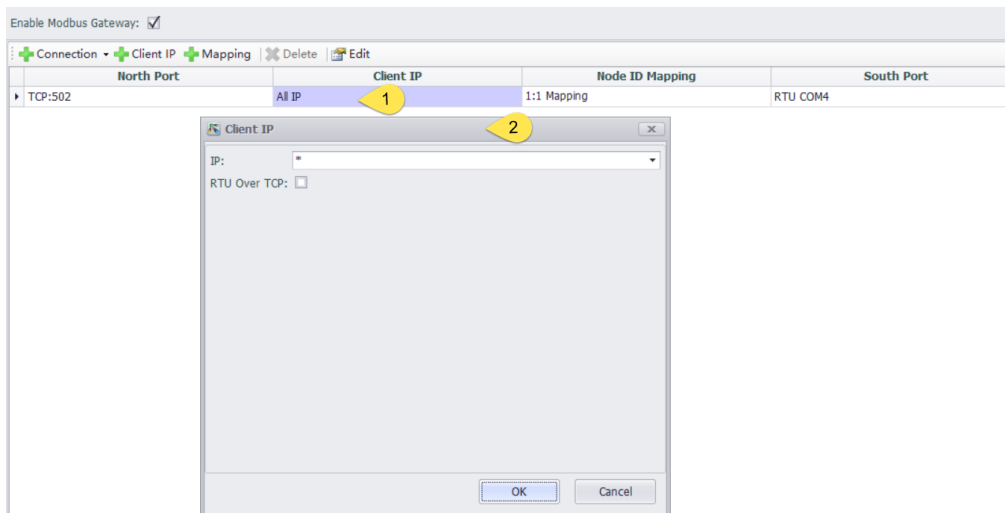 Enable Modbus Gateway:
Connection Client IP Mapping Delete Edit
North Port Client IP Node ID Mapping South Port
TCP:502 All IP 1:1 Mapping RTU COM4
1
Client IP 2
IP: *
RTU Over TCP:
OK Cancel